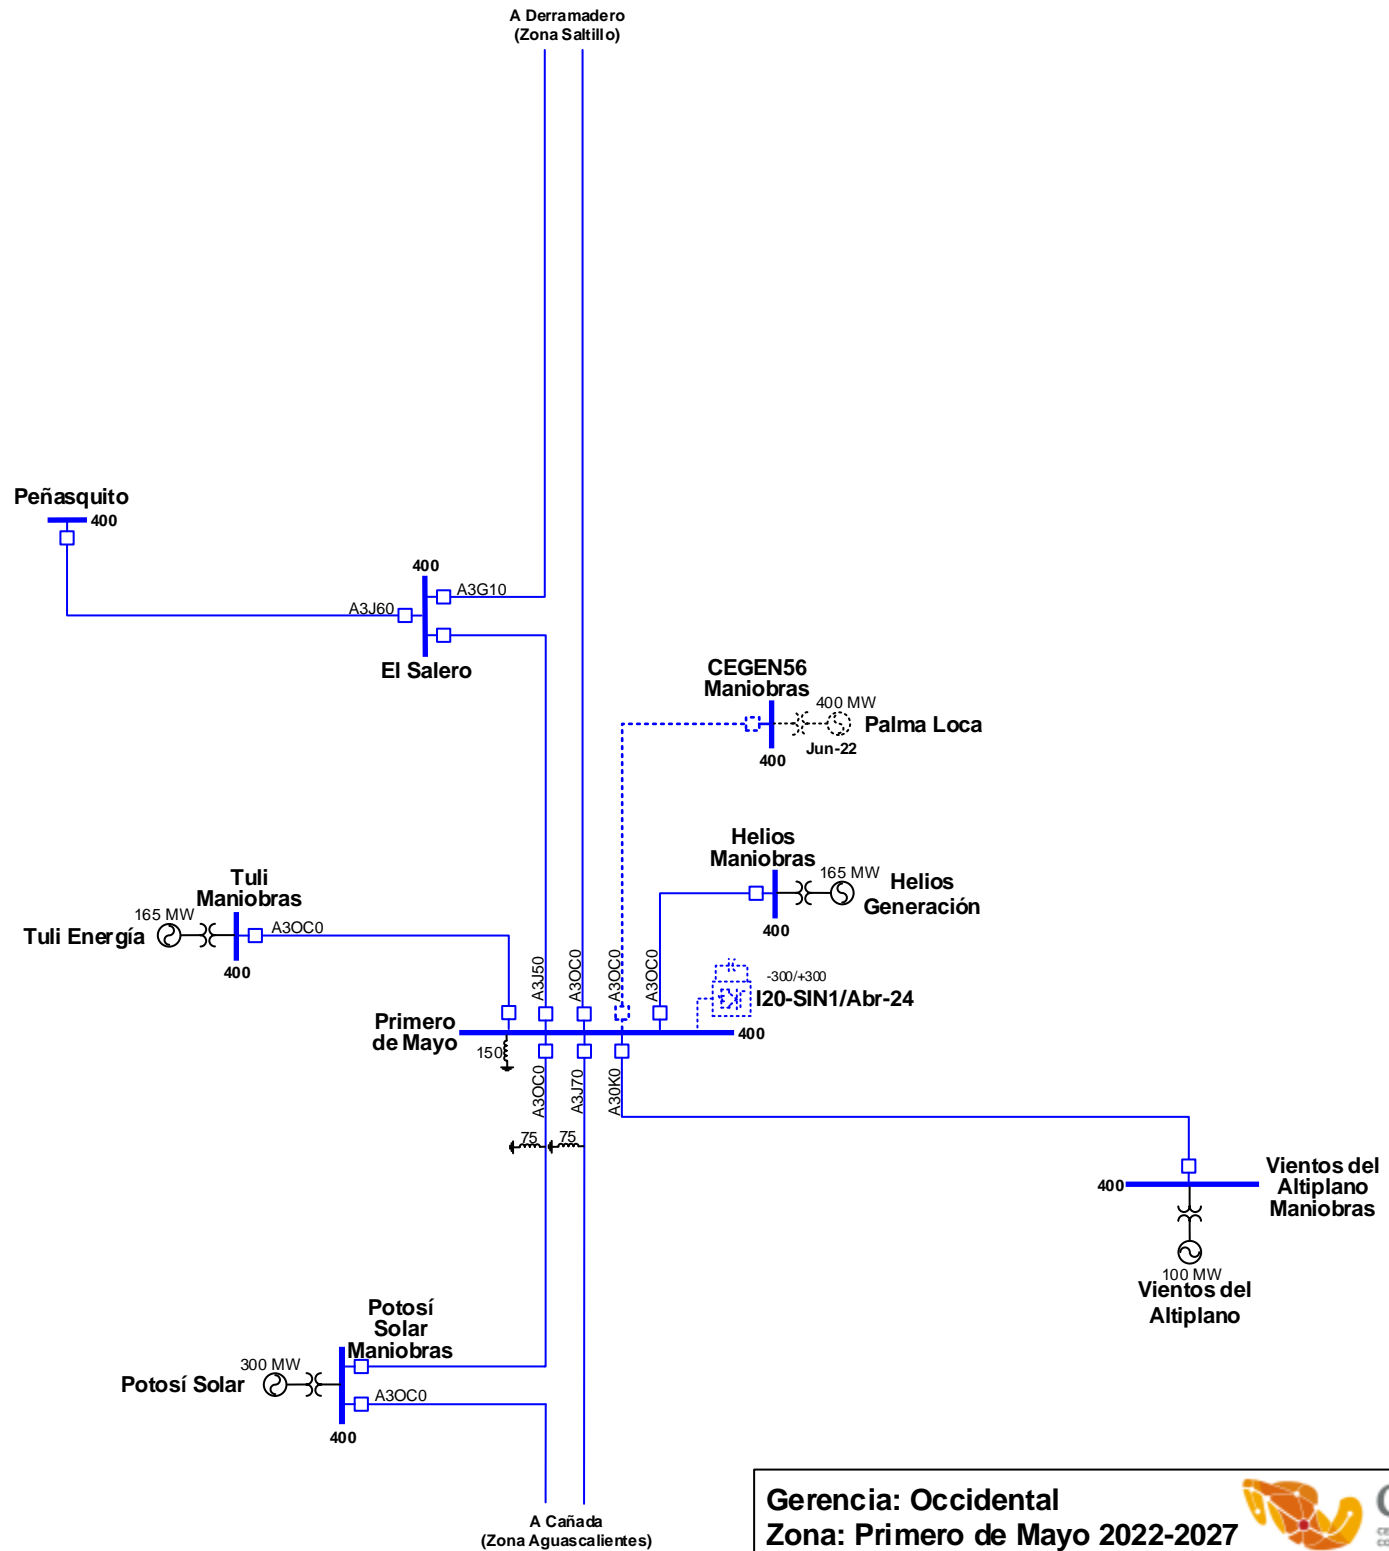 A Derramadero
(Zona Saltillo)
Peñasquito
400
400
A3G10
A3J60
El Salero
CEGEN56
Maniobras
400 MW
Palma Loca
Jun-22
400
Helios
Maniobras
165 MW
Helios
Generación
400
Tuli
Maniobras
165 MW
Tuli Energía
A3OC0
400
A3J50
A3OC0
A3OC0
A3OC0
-300/+300
I20-SIN1/Abr-24
Primero
de Mayo
400
150
A3OC0
A3J70
A30K0
75
75
400
Vientos del
Altiplano
Maniobras
100 MW
Vientos del
Altiplano
Potosí
Solar
Maniobras
300 MW
Potosí Solar
A3OC0
400
A Cañada
(Zona Aguascalientes)
Gerencia: Occidental
Zona: Primero de Mayo 2022-2027